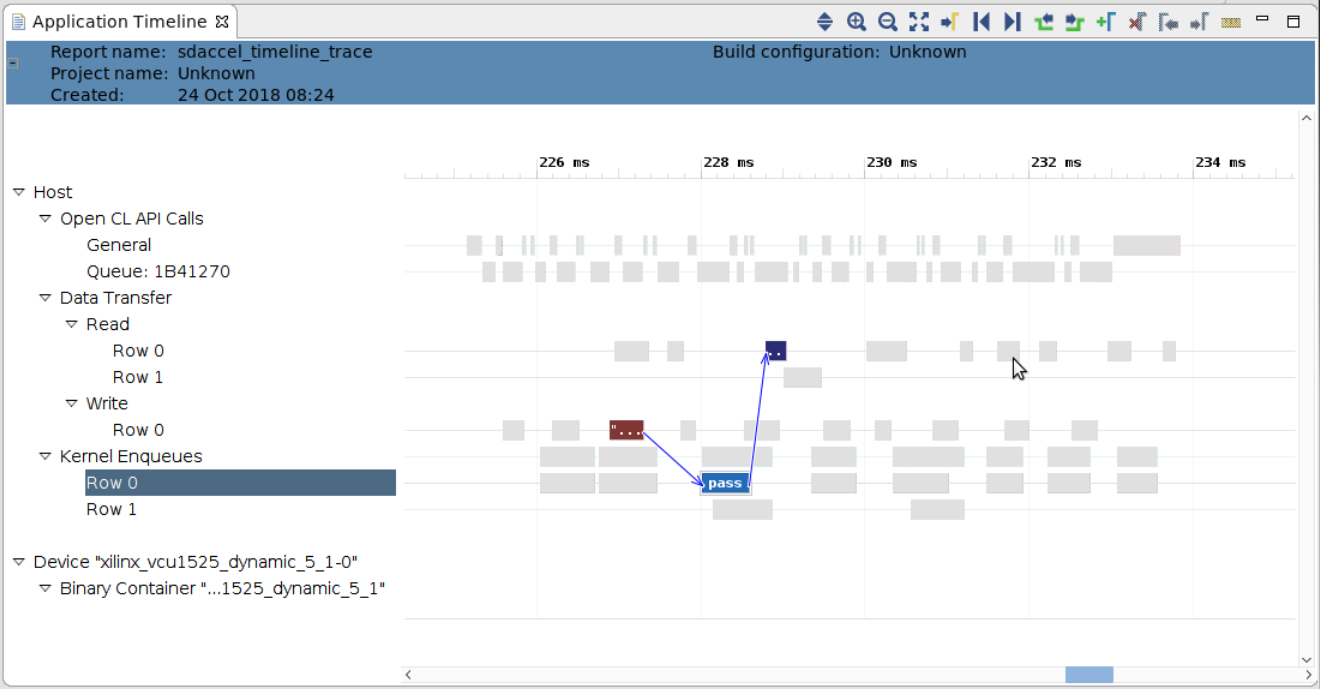 Application Timeline
Report name: sdaccel_timeline_trace
Build configuration: Unknown
Project name: Unknown
Created: 24 Oct 2018 08:24
226 ms 228 ms 230 ms 232 ms 234 ms
Host
Open CL API Calls
General
Queue: 1B41270
Data Transfer
Read
Row 0
..
Row 1
Write
Row 0
"...
Kernel Enqueues
Row 0
pass
Row 1
Device "xilinx_vcu1525_dynamic_5_1-0"
Binary Container "...1525_dynamic_5_1"